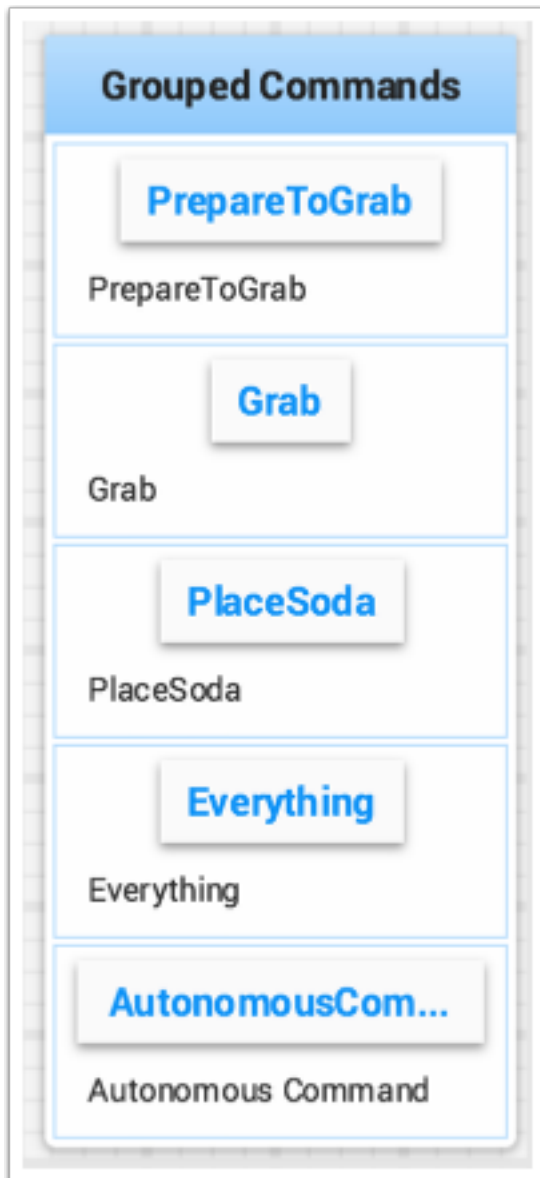 Grouped Commands
PrepareToGrab
PrepareToGrab
Grab
Grab
PlaceSoda
PlaceSoda
Everything
Everything
AutonomousCom...
Autonomous Command